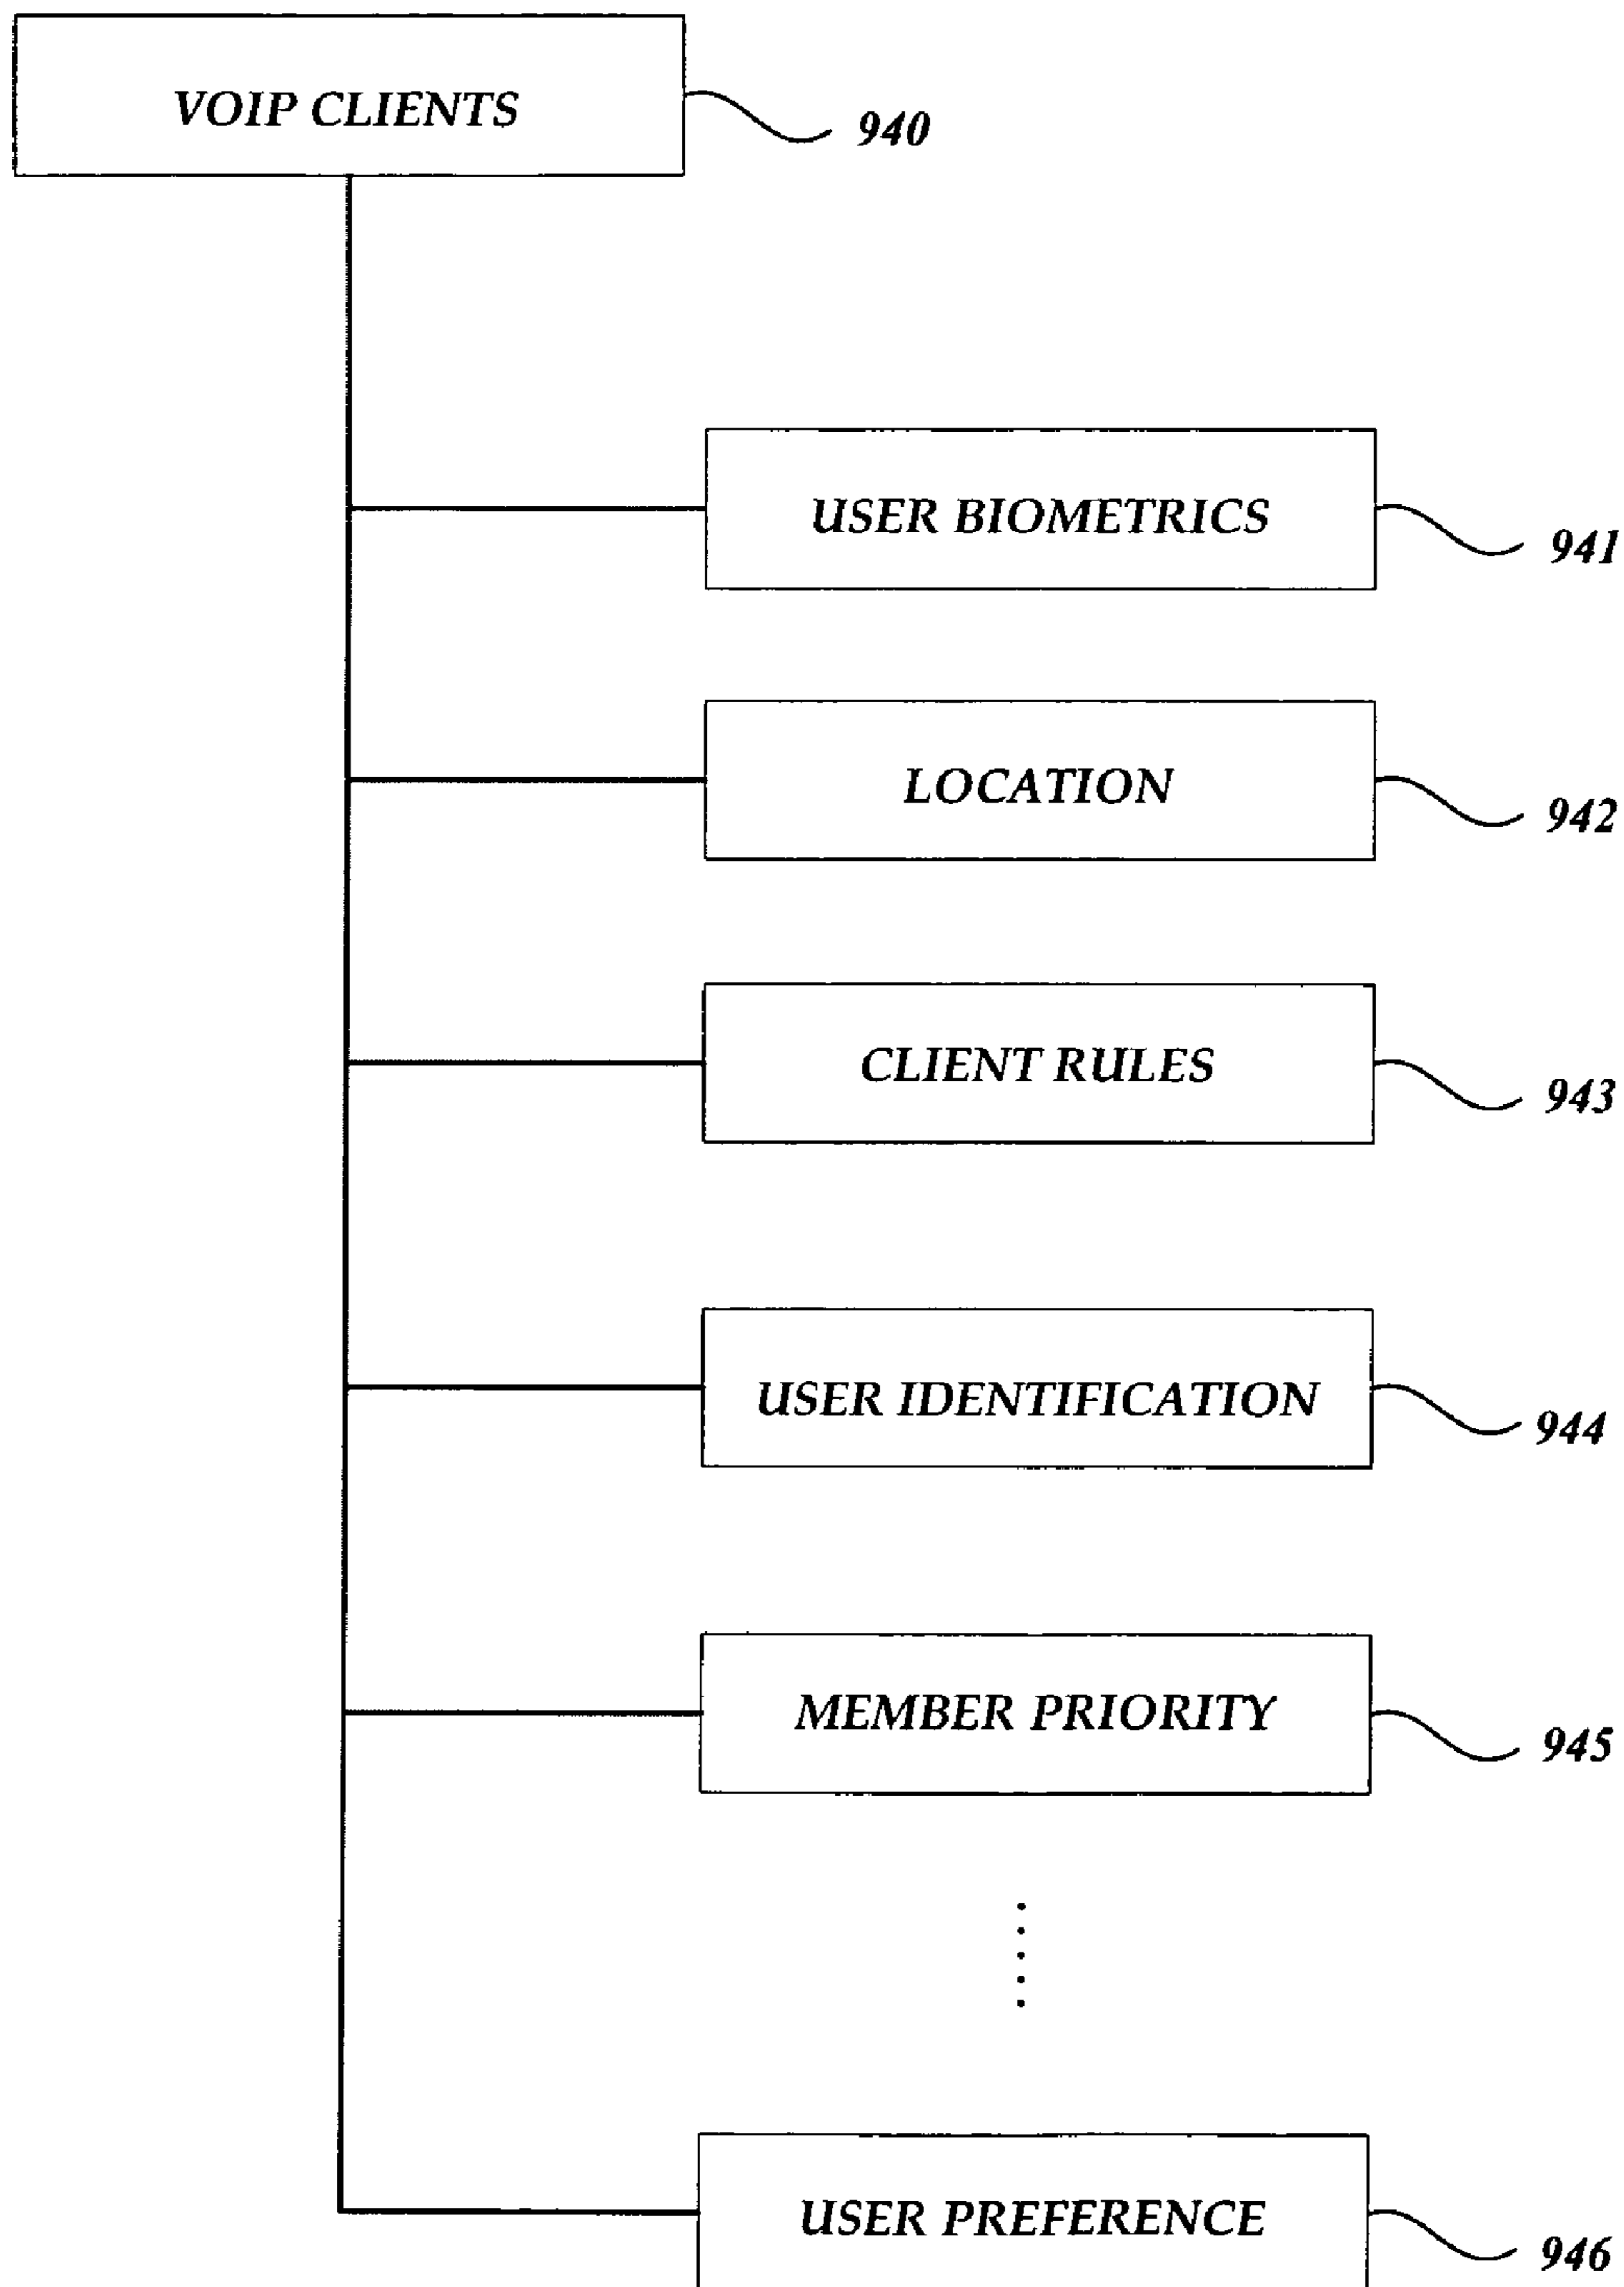 VOIP CLIENTS
940
USER BIOMETRICS
941
LOCATION
942
CLIENT RULES
943
USER IDENTIFICATION
944
MEMBER PRIORITY
945
USER PREFERENCE
946